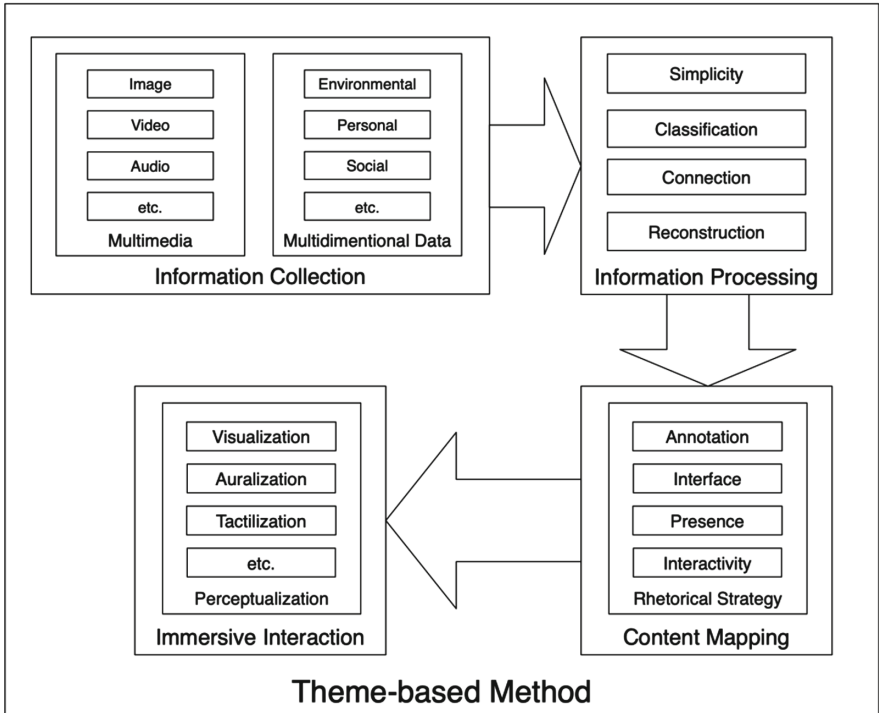 Image
Video
Audio
etc.
Multimedia
Environmental
Personal
Social
etc.
Multidimentional Data
Information Collection
Simplicity
Classification
Connection
Reconstruction
Information Processing
Visualization
Auralization
Tactilization
etc.
Perceptualization
Immersive Interaction
Annotation
Interface
Presence
Interactivity
Rhetorical Strategy
Content Mapping
Theme-based Method